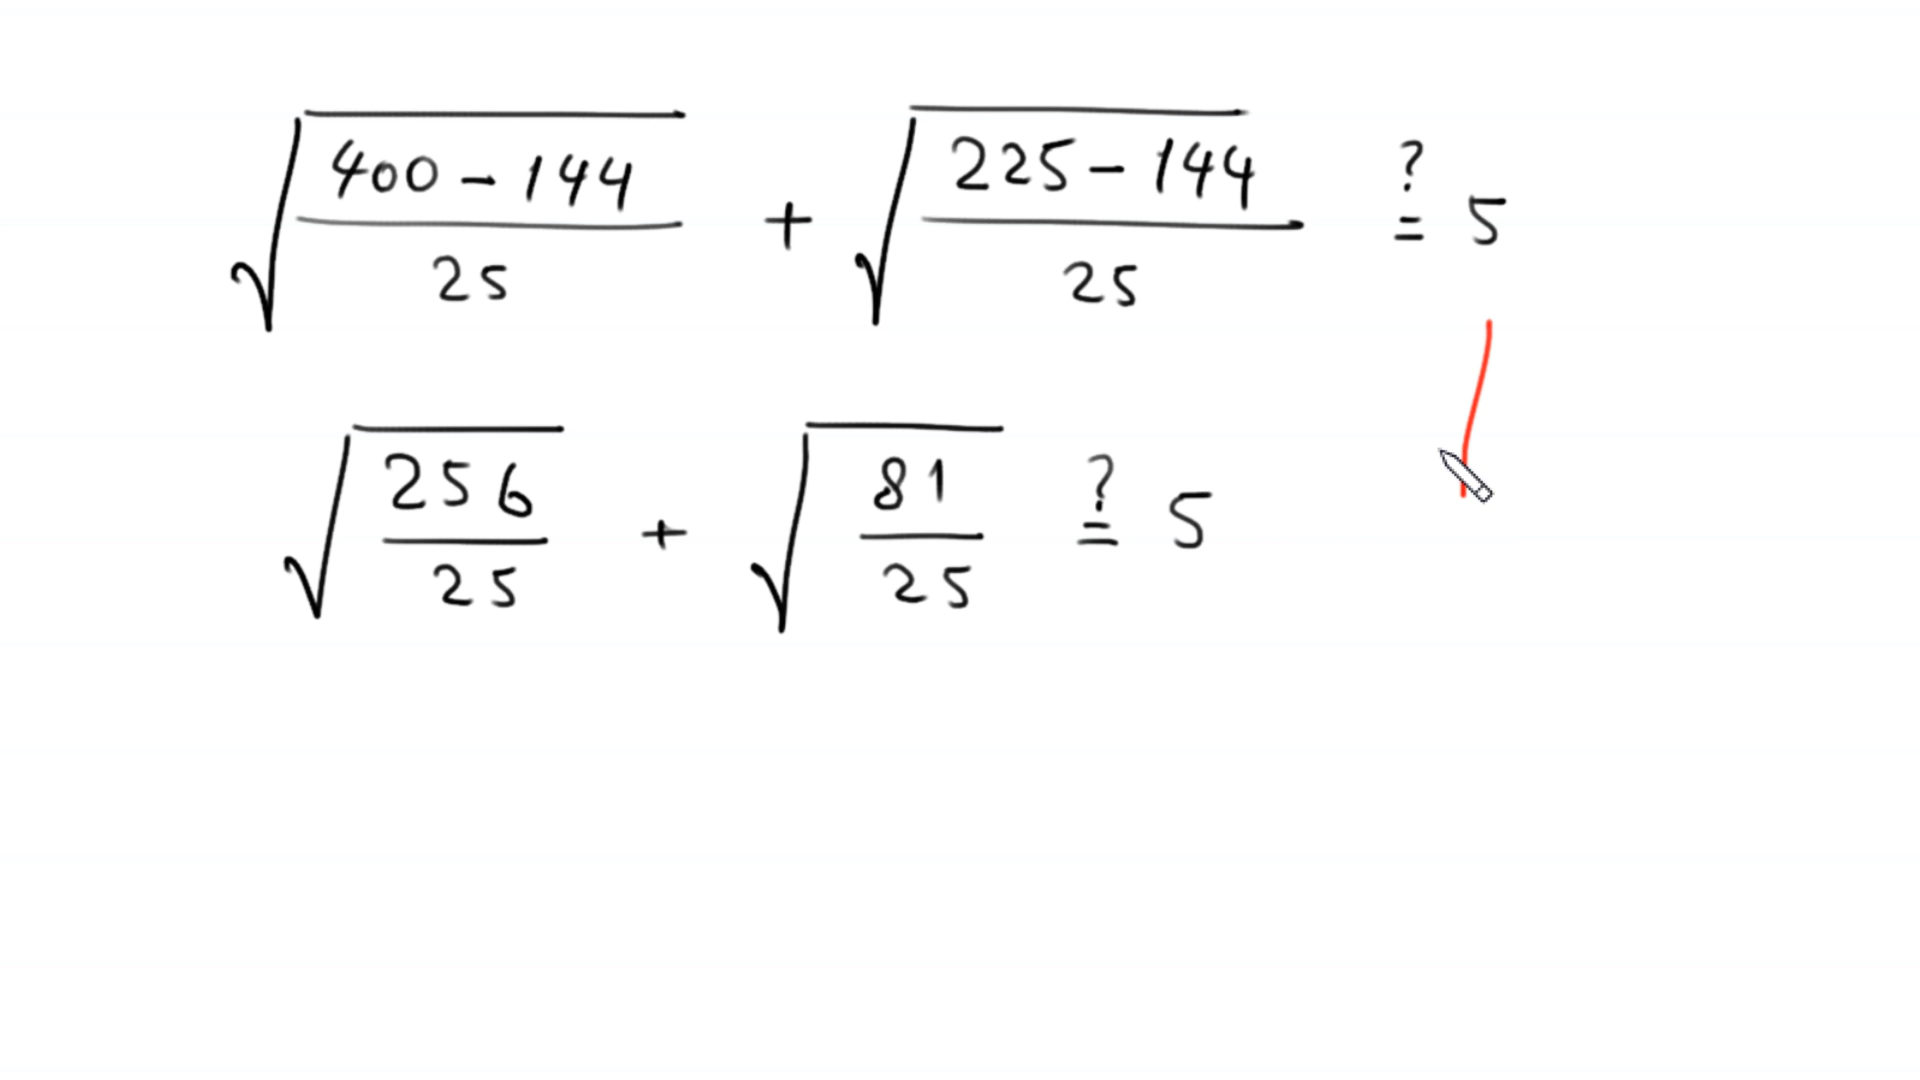 √((400 - 144)/25) + √((225 - 144)/25) ?= 5
√(256/25) + √(81/25) ?= 5